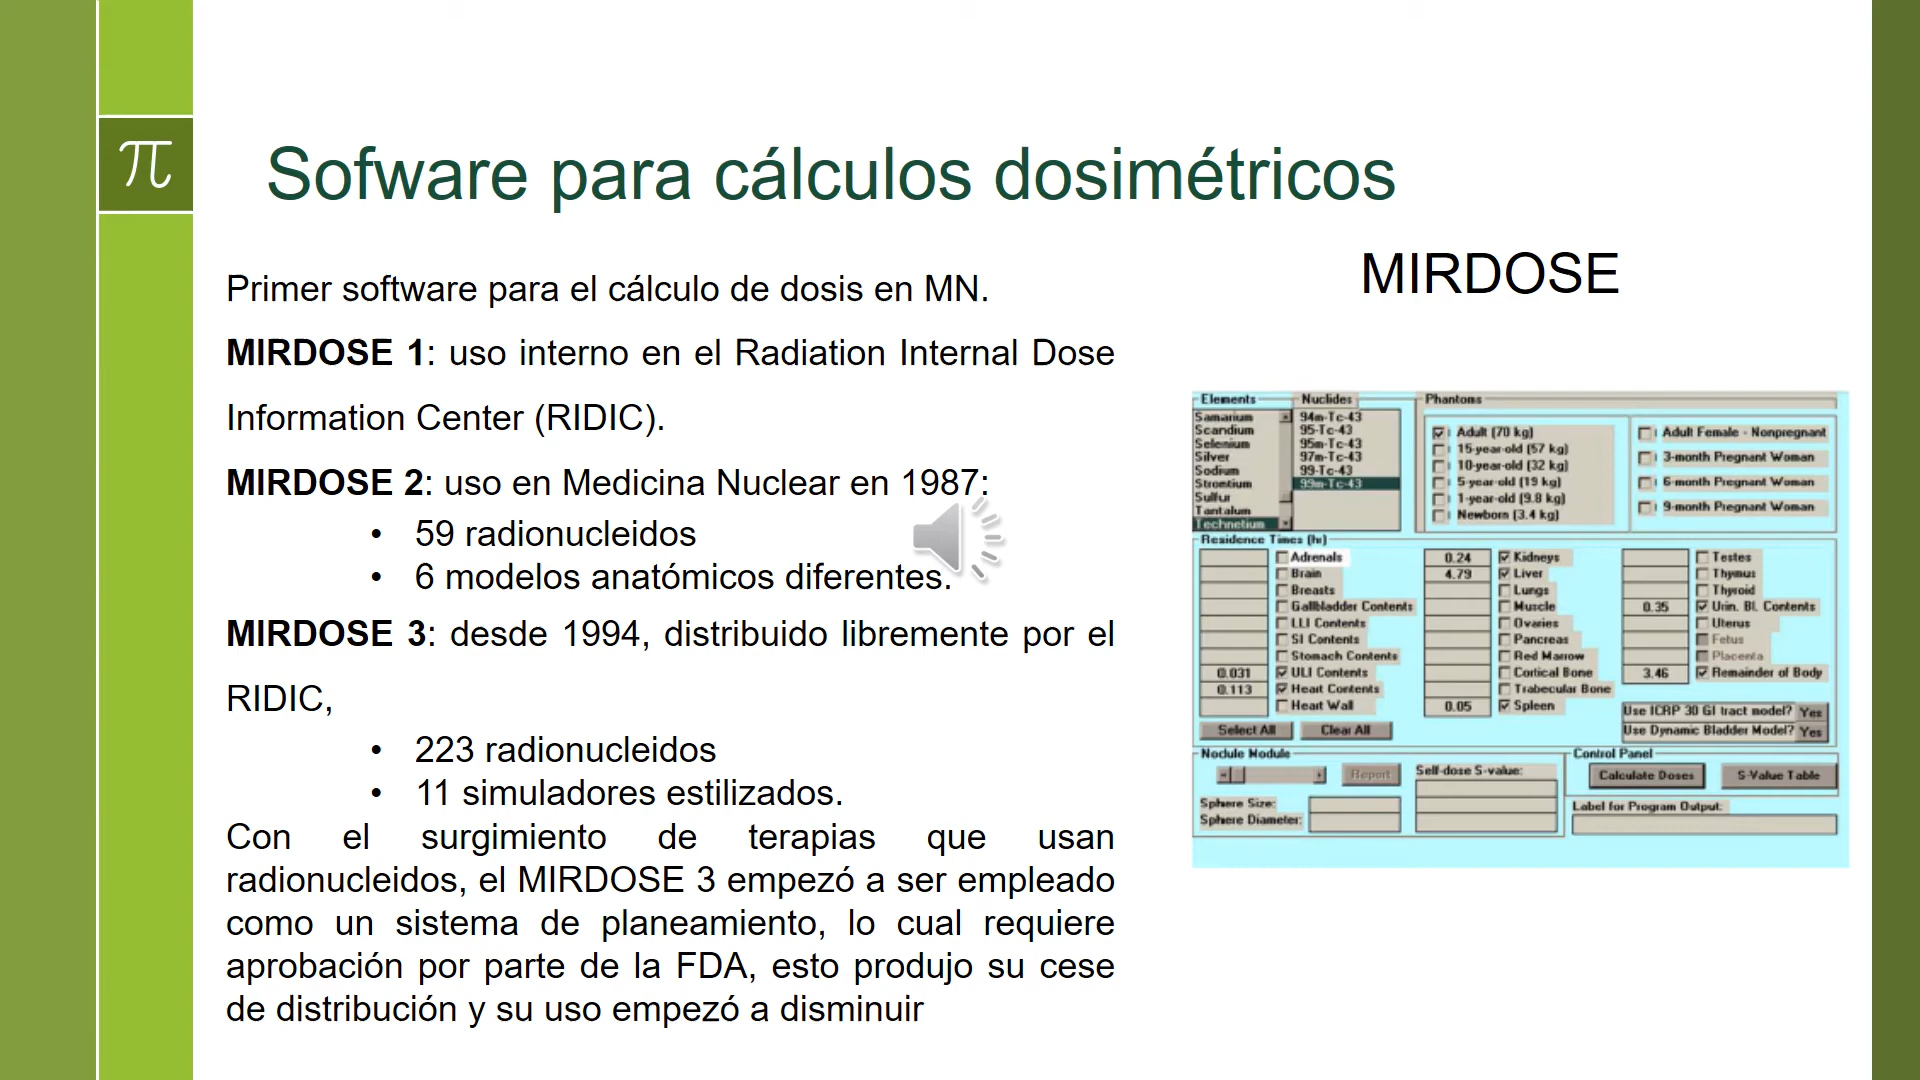 π
Sofware para cálculos dosimétricos
Primer software para el cálculo de dosis en MN.
MIRDOSE 1: uso interno en el Radiation Internal Dose
Information Center (RIDIC).
MIRDOSE 2: uso en Medicina Nuclear en 1987:
• 59 radionucleidos
• 6 modelos anatómicos diferentes.
MIRDOSE 3: desde 1994, distribuido libremente por el
RIDIC,
• 223 radionucleidos
• 11 simuladores estilizados.
Con el surgimiento de terapias que usan
radionucleidos, el MIRDOSE 3 empezó a ser empleado
como un sistema de planeamiento, lo cual requiere
aprobación por parte de la FDA, esto produjo su cese
de distribución y su uso empezó a disminuir
MIRDOSE
Elements
Samarium
Scandium
Selenium
Silver
Sodium
Strontium
Sulfur
Tantalum
Technetium
Nuclides
94m-Tc-43
95-Tc-43
95m-Tc-43
97m-Tc-43
99-Tc-43
99m-Tc-43
Phantoms
Adult (70 kg)
15-year-old (57 kg)
10-year-old (32 kg)
5-year-old (19 kg)
1-year-old (9.8 kg)
Newborn (3.4 kg)
Adult Female - Nonpregnant
3-month Pregnant Woman
6-month Pregnant Woman
9-month Pregnant Woman
Residence Times (hr)
Adrenals
Brain
Breasts
Gallbladder Contents
LLI Contents
SI Contents
Stomach Contents
0.031 ULI Contents
0.113 Heart Contents
Heart Wall
0.24 Kidneys
4.79 Liver
Lungs
Muscle
Ovaries
Pancreas
Red Marrow
Cortical Bone
Trabecular Bone
0.05 Spleen
Testes
Thymus
Thyroid
0.35 Urin. Bl. Contents
Uterus
Fetus
Placenta
3.46 Remainder of Body
Use ICRP 30 GI tract model? Yes
Use Dynamic Bladder Model? Yes
Select All Clear All
Nodule Module
Report
Self-dose S-value:
Sphere Size:
Sphere Diameter:
Control Panel
Calculate Doses S-Value Table
Label for Program Output: